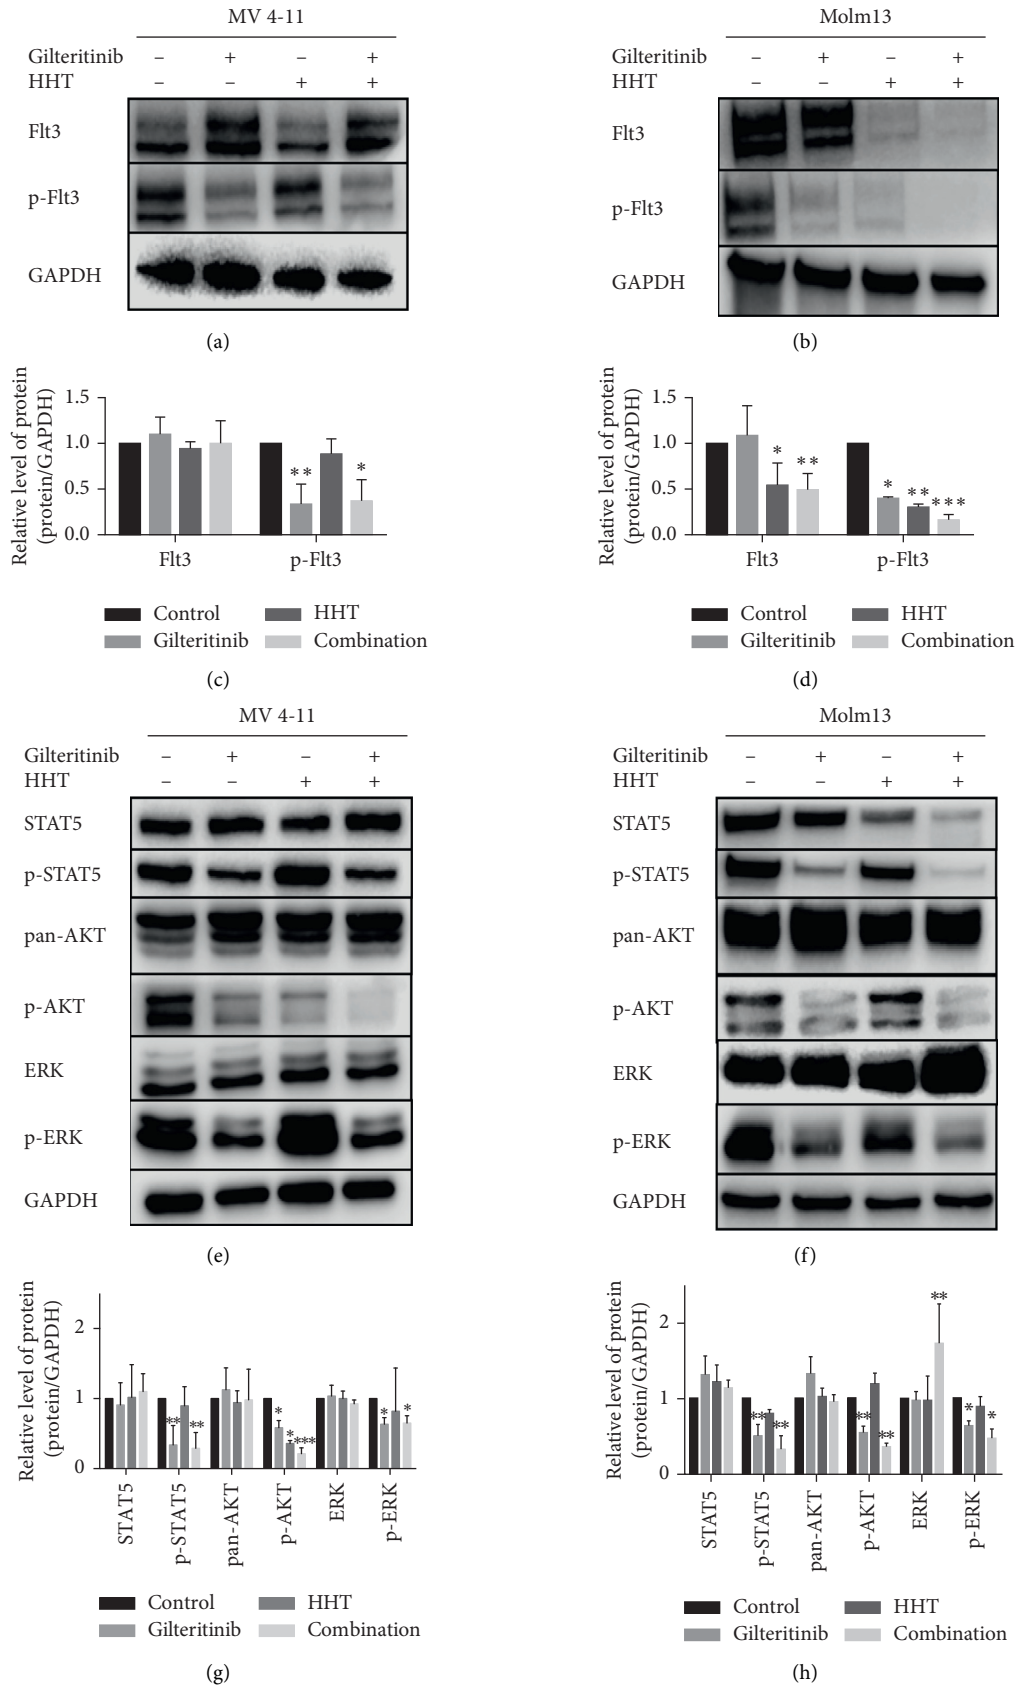 MV 4-11
Gilteritinib – + – +
HHT – – + +
Flt3
p-Flt3
GAPDH
(a)
Molm13
Gilteritinib – + – +
HHT – – + +
Flt3
p-Flt3
GAPDH
(b)
Relative level of protein
(protein/GAPDH)
1.5
1.0
0.5
0.0
** *
Flt3 p-Flt3
Control HHT
Gilteritinib Combination
(c)
Relative level of protein
(protein/GAPDH)
1.5
1.0
0.5
0.0
* ** * ** ***
Flt3 p-Flt3
Control HHT
Gilteritinib Combination
(d)
MV 4-11
Gilteritinib – + – +
HHT – – + +
STAT5
p-STAT5
pan-AKT
p-AKT
ERK
p-ERK
GAPDH
(e)
Molm13
Gilteritinib – + – +
HHT – – + +
STAT5
p-STAT5
pan-AKT
p-AKT
ERK
p-ERK
GAPDH
(f)
Relative level of protein
(protein/GAPDH)
2
1
0
** ** * * *** * *
STAT5 p-STAT5 pan-AKT p-AKT ERK p-ERK
Control HHT
Gilteritinib Combination
(g)
Relative level of protein
(protein/GAPDH)
2
1
0
** ** ** ** ** * *
STAT5 p-STAT5 pan-AKT p-AKT ERK p-ERK
Control HHT
Gilteritinib Combination
(h)